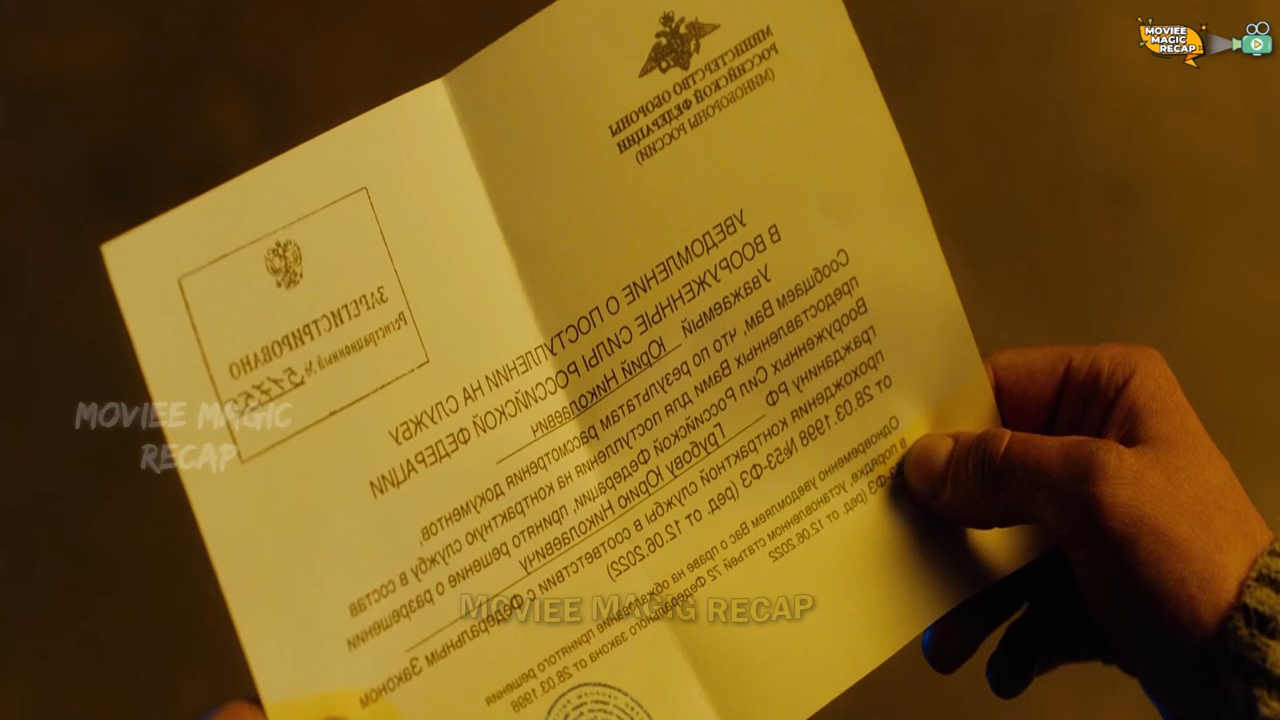 MOVIEE
MAGIC
RECAP
МИНИСТЕРСТВО ОБОРОНЫ
РОССИЙСКОЙ ФЕДЕРАЦИИ
(МИНОБОРОНЫ РОССИИ)
ЗАРЕГИСТРИРОВАНО
Регистрационный №
УВЕДОМЛЕНИЕ О ПОСТУПЛЕНИИ НА СЛУЖБУ
В ВООРУЖЕННЫЕ СИЛЫ РОССИЙСКОЙ ФЕДЕРАЦИИ
Уважаемый Юрий Николаевич
Сообщаем Вам, что по результатам рассмотрения документов,
предоставленных Вами для поступления на контрактную службу в состав
Вооруженных Сил Российской Федерации, принято решение о разрешении
гражданину РФ Грубову Юрию Николаевичу
прохождения контрактной службы в соответствии с Федеральным Законом
от 28.03.1998 №53-ФЗ (ред. от 12.06.2022)
Одновременно уведомляем Вас о праве на обжалование принятого решения
в порядке, установленном статьей 72 Федерального закона от 28.03.1998
(ред. от 12.06.2022
MOVIEE MAGIC
RECAP
MOVIEE MAGIC RECAP